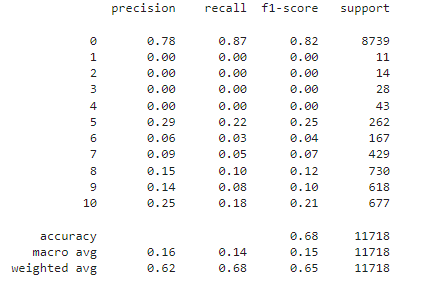 precision recall f1-score support
0 0.78 0.87 0.82 8739
1 0.00 0.00 0.00 11
2 0.00 0.00 0.00 14
3 0.00 0.00 0.00 28
4 0.00 0.00 0.00 43
5 0.29 0.22 0.25 262
6 0.06 0.03 0.04 167
7 0.09 0.05 0.07 429
8 0.15 0.10 0.12 730
9 0.14 0.08 0.10 618
10 0.25 0.18 0.21 677
accuracy 0.68 11718
macro avg 0.16 0.14 0.15 11718
weighted avg 0.62 0.68 0.65 11718